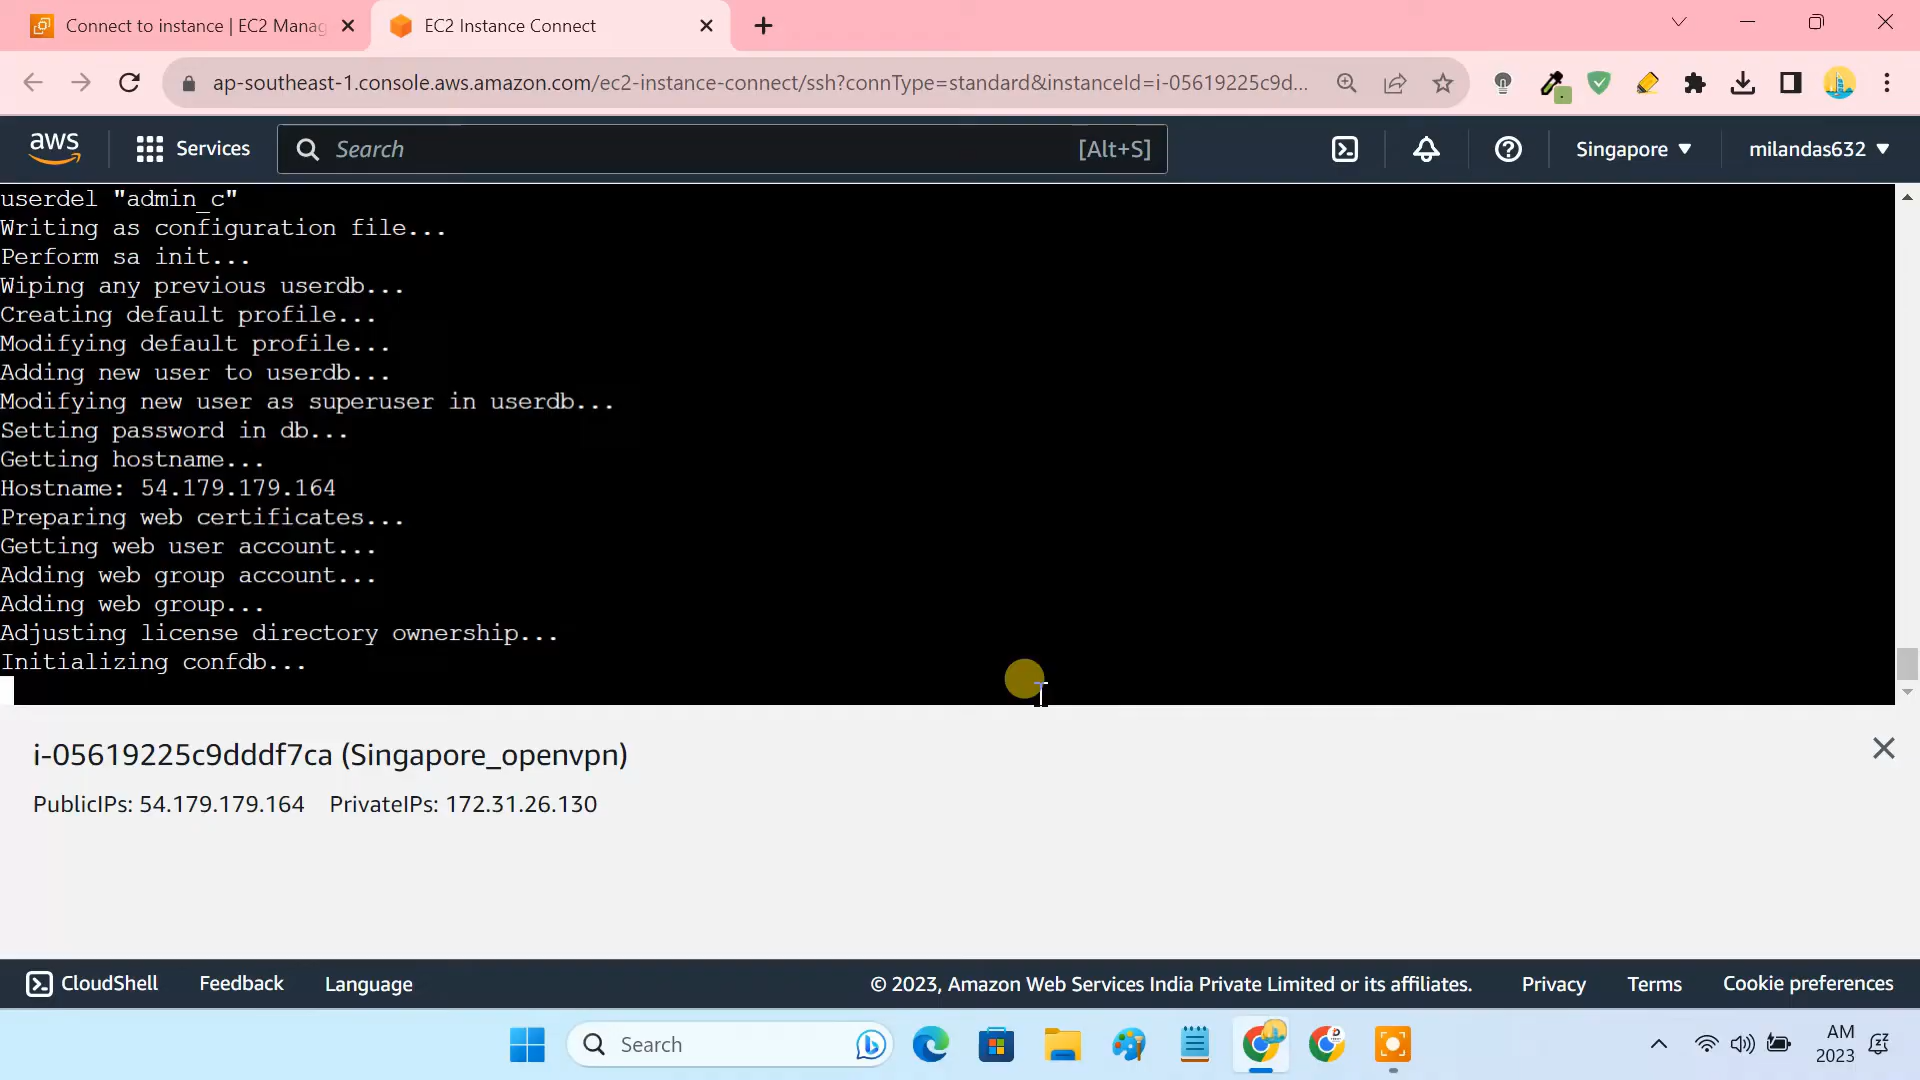 Connect to instance | EC2 Manag
EC2 Instance Connect
ap-southeast-1.console.aws.amazon.com/ec2-instance-connect/ssh?connType=standard&instanceId=i-05619225c9d...
aws
Services
Search
[Alt+S]
Singapore
milandas632
userdel "admin_c"
Writing as configuration file...
Perform sa init...
Wiping any previous userdb...
Creating default profile...
Modifying default profile...
Adding new user to userdb...
Modifying new user as superuser in userdb...
Setting password in db...
Getting hostname...
Hostname: 54.179.179.164
Preparing web certificates...
Getting web user account...
Adding web group account...
Adding web group...
Adjusting license directory ownership...
Initializing confdb...
i-05619225c9dddf7ca (Singapore_openvpn)
PublicIPs: 54.179.179.164 PrivateIPs: 172.31.26.130
CloudShell
Feedback
Language
© 2023, Amazon Web Services India Private Limited or its affiliates.
Privacy
Terms
Cookie preferences
Search
AM
2023